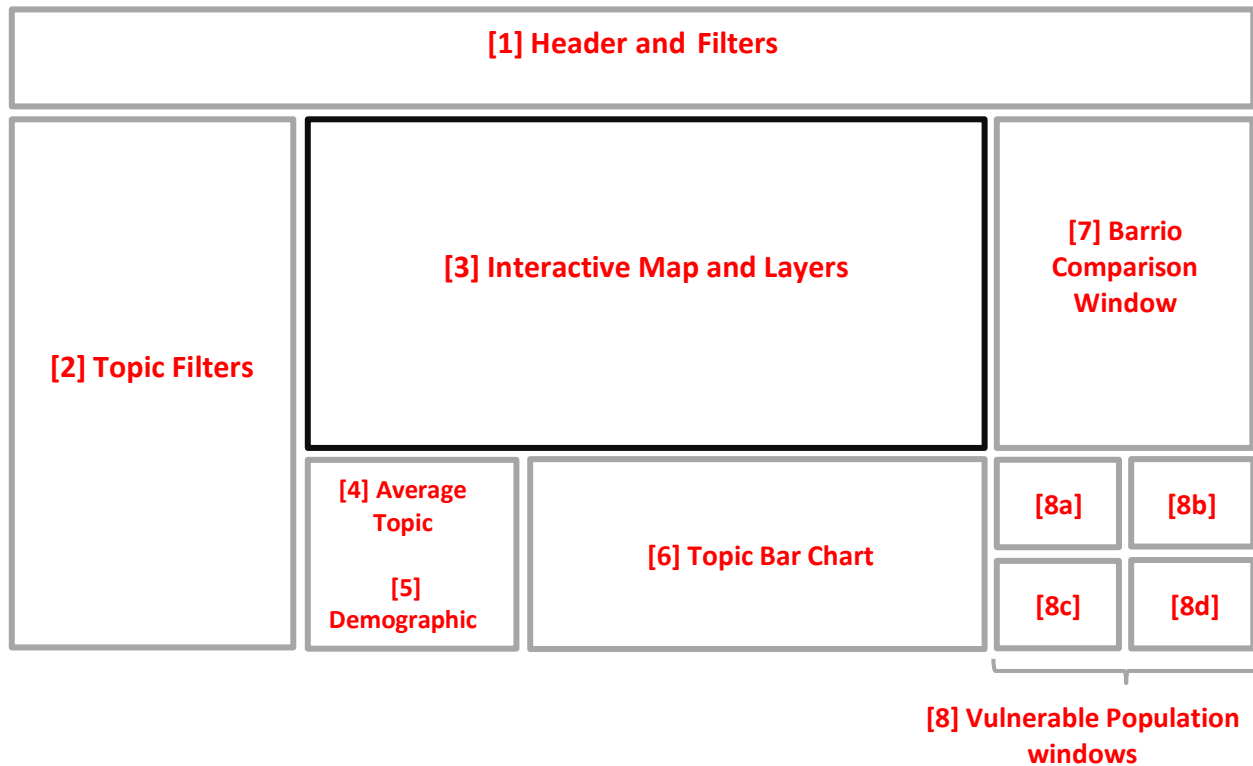 [1] Header and Filters
[2] Topic Filters
[3] Interactive Map and Layers
[7] Barrio
Comparison
Window
[4] Average
Topic
[5]
Demographic
[6] Topic Bar Chart
[8a]
[8b]
[8c]
[8d]
[8] Vulnerable Population
windows